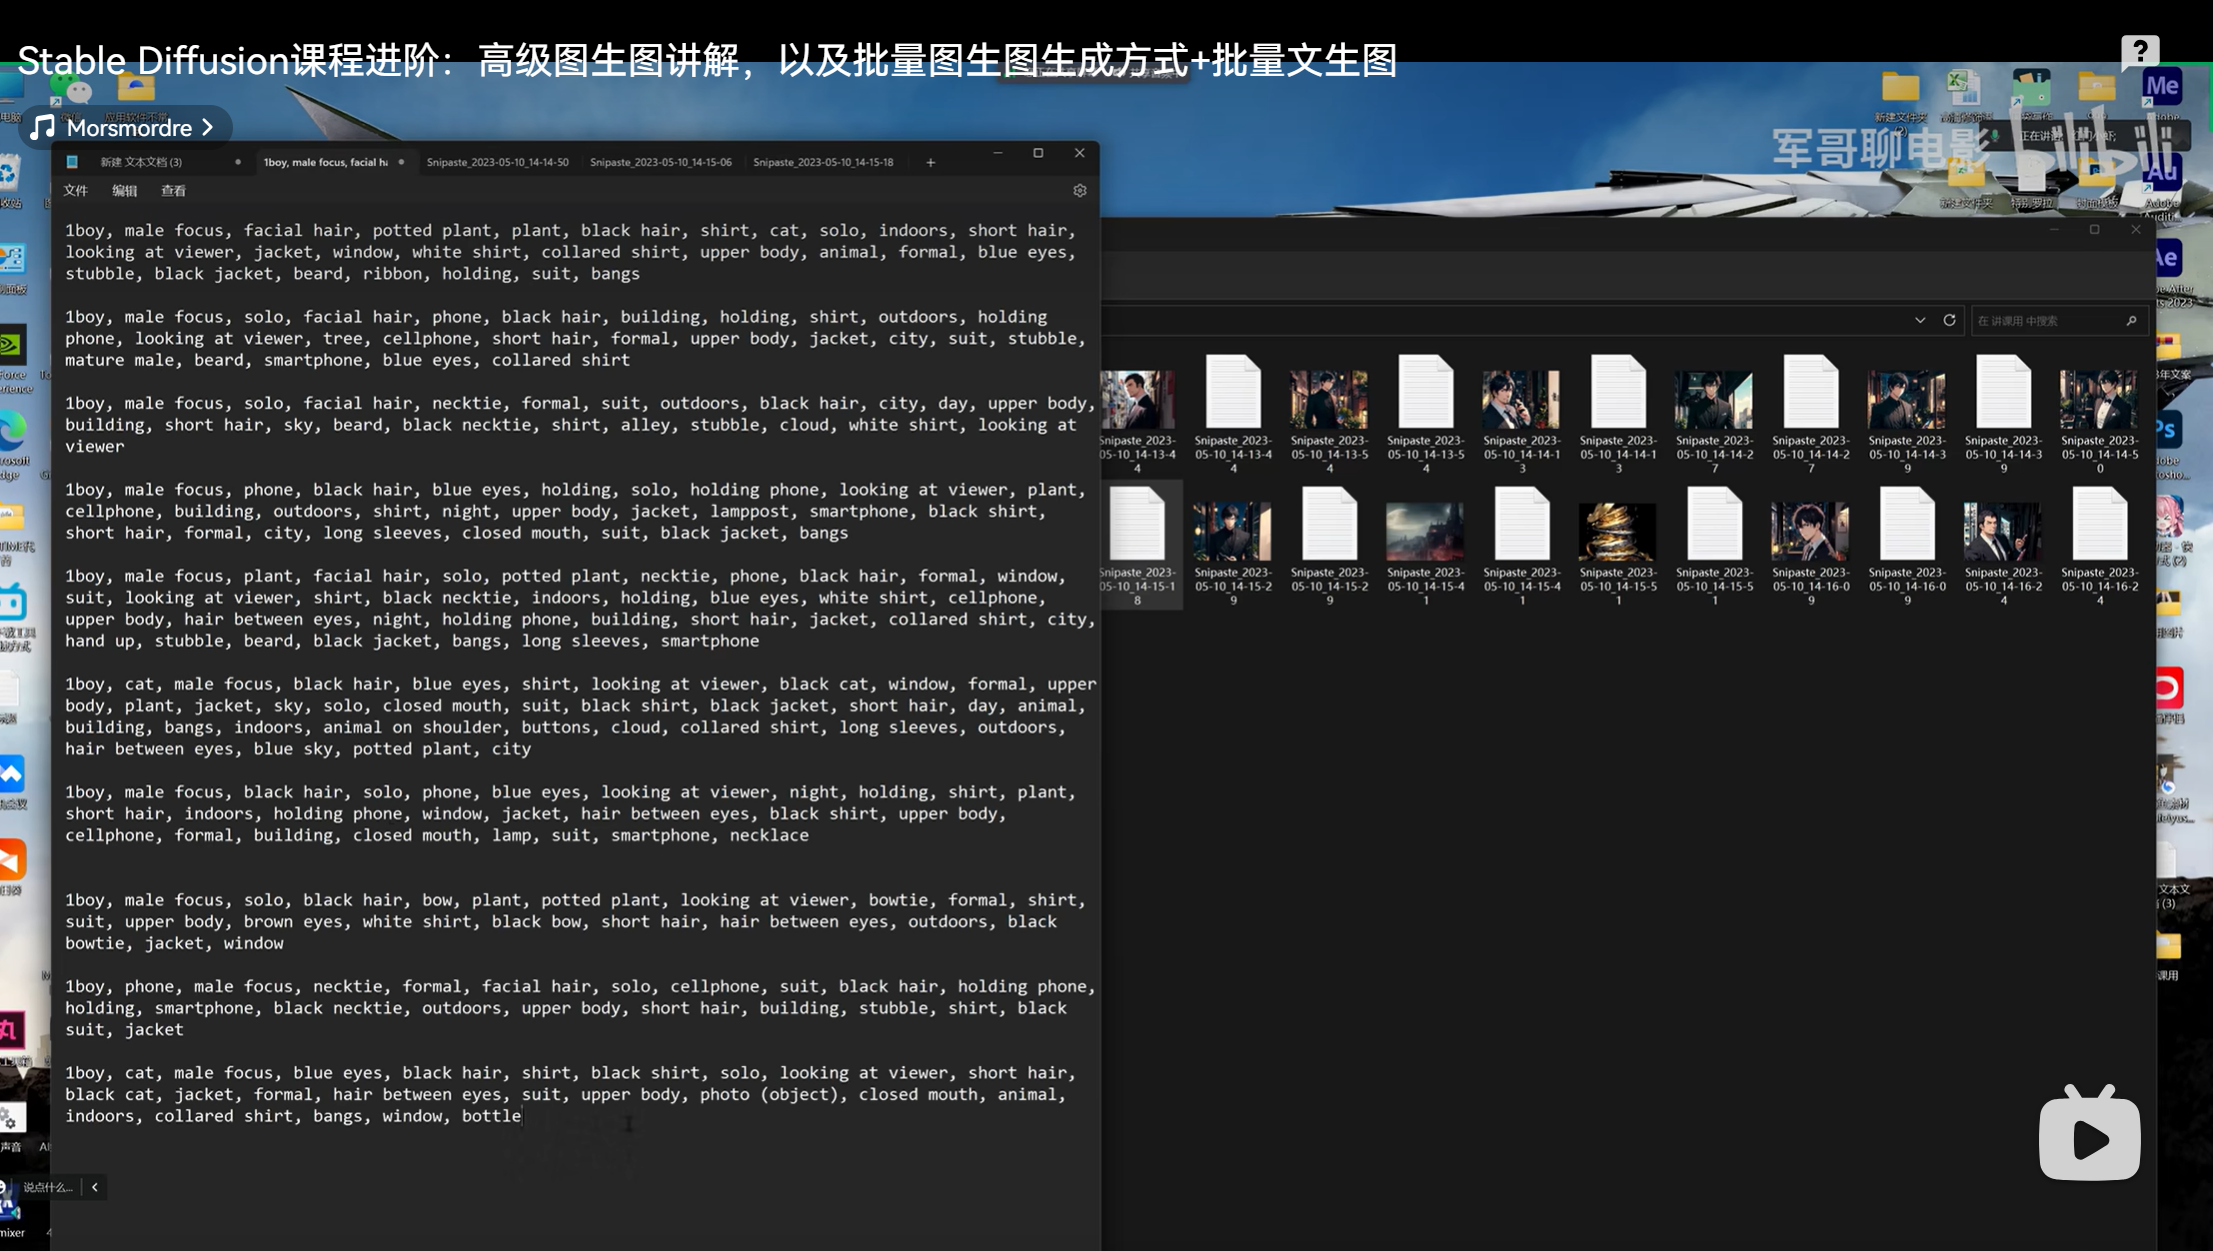 Stable Diffusion课程进阶：高级图生图讲解，以及批量图生图生成方式+批量文生图
Morsmordre
军哥聊电影 bilibili
新建 文本文档 (3)
1boy, male focus, facial ha
Snipaste_2023-05-10_14-14-50
Snipaste_2023-05-10_14-15-06
Snipaste_2023-05-10_14-15-18
文件 编辑 查看
1boy, male focus, facial hair, potted plant, plant, black hair, shirt, cat, solo, indoors, short hair,
looking at viewer, jacket, window, white shirt, collared shirt, upper body, animal, formal, blue eyes,
stubble, black jacket, beard, ribbon, holding, suit, bangs
1boy, male focus, solo, facial hair, phone, black hair, building, holding, shirt, outdoors, holding
phone, looking at viewer, tree, cellphone, short hair, formal, upper body, jacket, city, suit, stubble,
mature male, beard, smartphone, blue eyes, collared shirt
1boy, male focus, solo, facial hair, necktie, formal, suit, outdoors, black hair, city, day, upper body,
building, short hair, sky, beard, black necktie, shirt, alley, stubble, cloud, white shirt, looking at
viewer
1boy, male focus, phone, black hair, blue eyes, holding, solo, holding phone, looking at viewer, plant,
cellphone, building, outdoors, shirt, night, upper body, jacket, lamppost, smartphone, black shirt,
short hair, formal, city, long sleeves, closed mouth, suit, black jacket, bangs
1boy, male focus, plant, facial hair, solo, potted plant, necktie, phone, black hair, formal, window,
suit, looking at viewer, shirt, black necktie, indoors, holding, blue eyes, white shirt, cellphone,
upper body, hair between eyes, night, holding phone, building, short hair, jacket, collared shirt, city,
hand up, stubble, beard, black jacket, bangs, long sleeves, smartphone
1boy, cat, male focus, black hair, blue eyes, shirt, looking at viewer, black cat, window, formal, upper
body, plant, jacket, sky, solo, closed mouth, suit, black shirt, black jacket, short hair, day, animal,
building, bangs, indoors, animal on shoulder, buttons, cloud, collared shirt, long sleeves, outdoors,
hair between eyes, blue sky, potted plant, city
1boy, male focus, black hair, solo, phone, blue eyes, looking at viewer, night, holding, shirt, plant,
short hair, indoors, holding phone, window, jacket, hair between eyes, black shirt, upper body,
cellphone, formal, building, closed mouth, lamp, suit, smartphone, necklace
1boy, male focus, solo, black hair, bow, plant, potted plant, looking at viewer, bowtie, formal, shirt,
suit, upper body, brown eyes, white shirt, black bow, short hair, hair between eyes, outdoors, black
bowtie, jacket, window
1boy, phone, male focus, necktie, formal, facial hair, solo, cellphone, suit, black hair, holding phone,
holding, smartphone, black necktie, outdoors, upper body, short hair, building, stubble, shirt, black
suit, jacket
1boy, cat, male focus, blue eyes, black hair, shirt, black shirt, solo, looking at viewer, short hair,
black cat, jacket, formal, hair between eyes, suit, upper body, photo (object), closed mouth, animal,
indoors, collared shirt, bangs, window, bottle
说点什么...
在 讲课用 中搜索
Snipaste_2023-05-10_14-13-44
Snipaste_2023-05-10_14-13-44
Snipaste_2023-05-10_14-13-54
Snipaste_2023-05-10_14-13-54
Snipaste_2023-05-10_14-14-13
Snipaste_2023-05-10_14-14-13
Snipaste_2023-05-10_14-14-27
Snipaste_2023-05-10_14-14-27
Snipaste_2023-05-10_14-14-39
Snipaste_2023-05-10_14-14-39
Snipaste_2023-05-10_14-14-50
Snipaste_2023-05-10_14-15-18
Snipaste_2023-05-10_14-15-29
Snipaste_2023-05-10_14-15-29
Snipaste_2023-05-10_14-15-41
Snipaste_2023-05-10_14-15-41
Snipaste_2023-05-10_14-15-51
Snipaste_2023-05-10_14-15-51
Snipaste_2023-05-10_14-16-09
Snipaste_2023-05-10_14-16-09
Snipaste_2023-05-10_14-16-24
Snipaste_2023-05-10_14-16-24